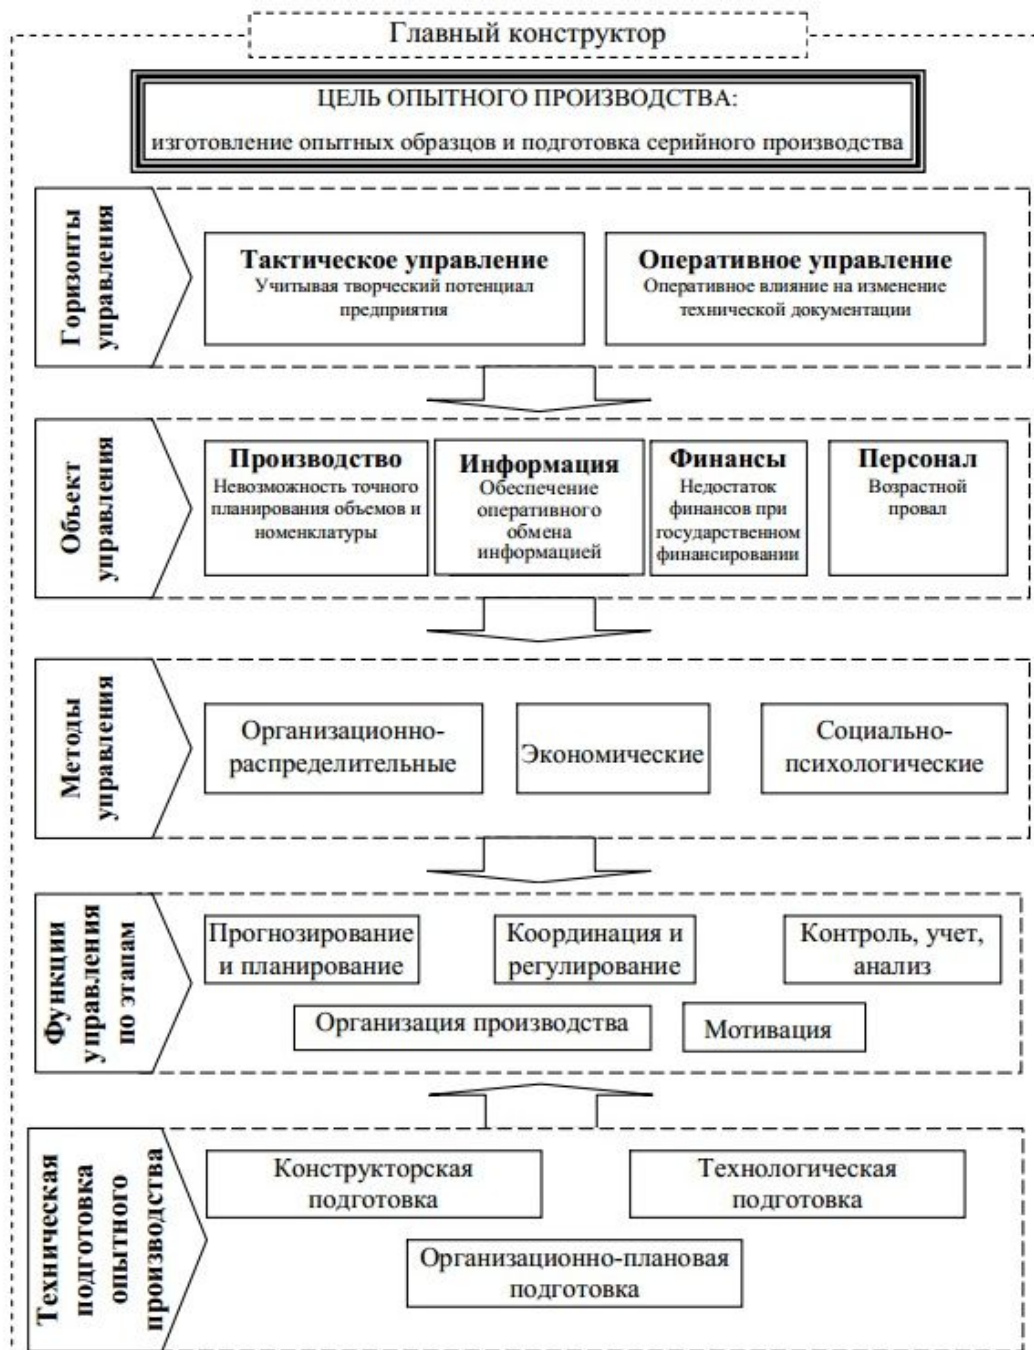 Главный конструктор
ЦЕЛЬ ОПЫТНОГО ПРОИЗВОДСТВА:
изготовление опытных образцов и подготовка серийного производства
Горизонты
управления
Тактическое управление
Учитывая творческий потенциал
предприятия
Оперативное управление
Оперативное влияние на изменение
технической документации
Объект
управления
Производство
Невозможность точного
планирования объемов и
номенклатуры
Информация
Обеспечение
оперативного
обмена
информацией
Финансы
Недостаток
финансов при
государственном
финансировании
Персонал
Возрастной
провал
Методы
управления
Организационно-
распределительные
Экономические
Социально-
психологические
Функции
управления
по этапам
Прогнозирование
и планирование
Координация и
регулирование
Контроль, учет,
анализ
Организация производства
Мотивация
Техническая
подготовка
опытного
производства
Конструкторская
подготовка
Технологическая
подготовка
Организационно-плановая
подготовка